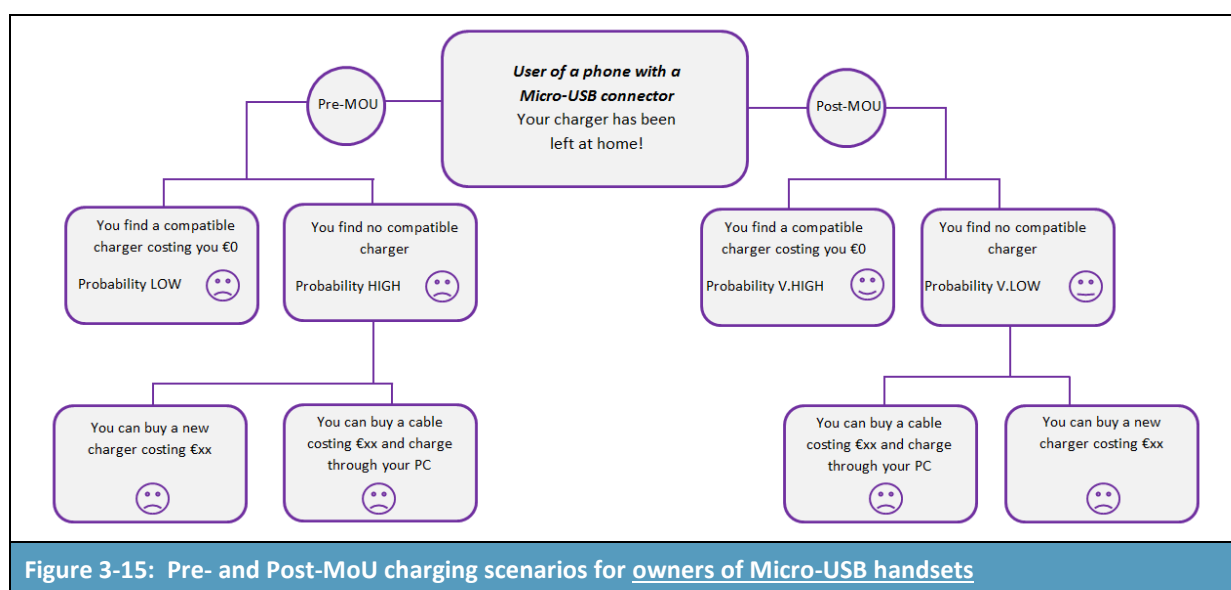 User of a phone with a
Micro-USB connector
Your charger has been
left at home!
Pre-MOU
Post-MOU
You find a compatible
charger costing you €0
Probability LOW
You find no compatible
charger
Probability HIGH
You find a compatible
charger costing you €0
Probability V.HIGH
You find no compatible
charger
Probability V.LOW
You can buy a new
charger costing €xx
You can buy a cable
costing €xx and charge
through your PC
You can buy a cable
costing €xx and charge
through your PC
You can buy a new
charger costing €xx
Figure 3-15: Pre- and Post-MoU charging scenarios for owners of Micro-USB handsets